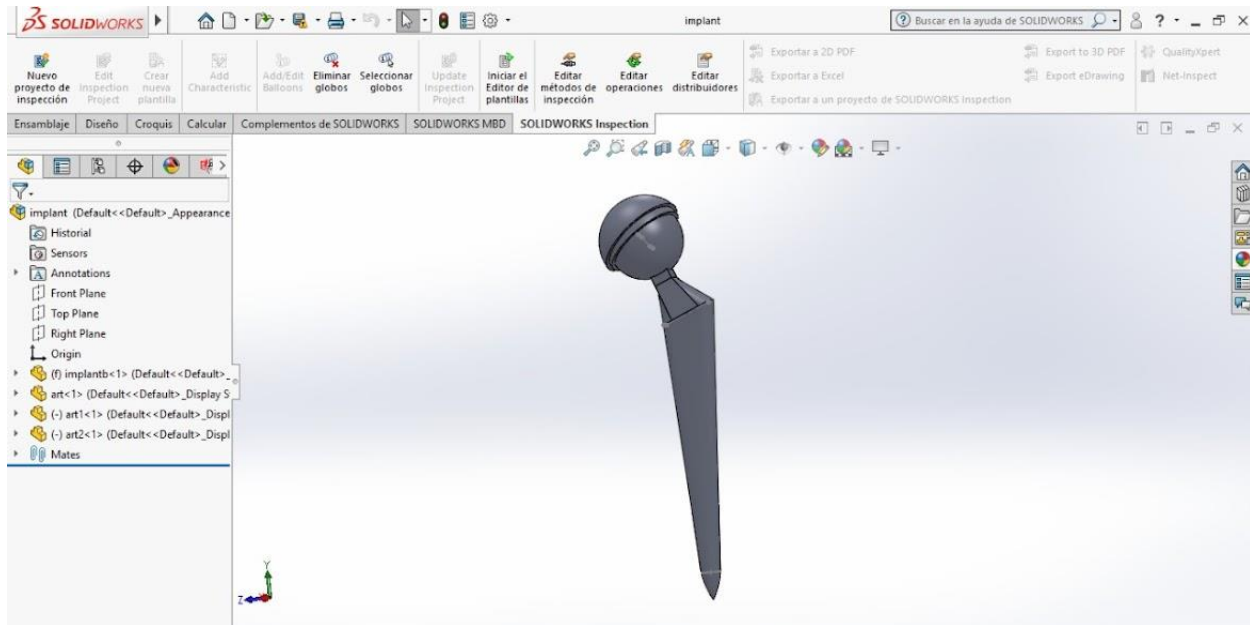 SOLIDWORKS
implant
Buscar en la ayuda de SOLIDWORKS
Nuevo proyecto de inspección
Edit Inspection Project
Crear nueva plantilla
Add Characteristic
Add/Edit Balloons
Eliminar globos
Seleccionar globos
Update Inspection Project
Iniciar el Editor de plantillas
Editar métodos de inspección
Editar operaciones
Editar distribuidores
Exportar a 2D PDF
Exportar a Excel
Exportar a un proyecto de SOLIDWORKS Inspection
Export to 3D PDF
Export eDrawing
QualityXpert
Net-Inspect
Ensamblaje
Diseño
Croquis
Calcular
Complementos de SOLIDWORKS
SOLIDWORKS MBD
SOLIDWORKS Inspection
implant (Default<<Default>_Appearance
Historial
Sensors
Annotations
Front Plane
Top Plane
Right Plane
Origin
(f) implantb<1> (Default<<Default>_
art<1> (Default<<Default>_Display S
(-) art1<1> (Default<<Default>_Displ
(-) art2<1> (Default<<Default>_Displ
Mates
Y
Z